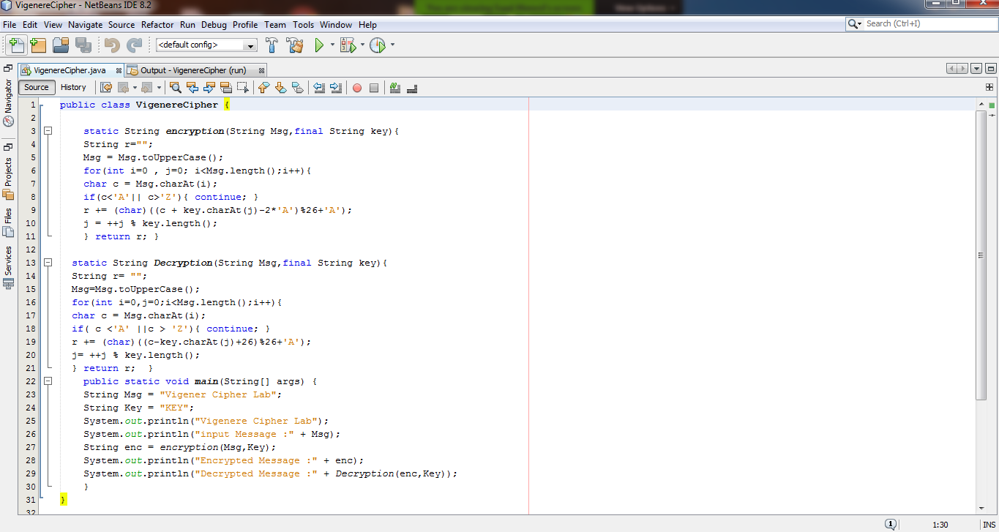 VigenereCipher - NetBeans IDE 8.2
File Edit View Navigate Source Refactor Run Debug Profile Team Tools Window Help
Search (Ctrl+I)
<default config>
VigenereCipher.java
Output - VigenereCipher (run)
Source History
Navigator
Projects
Files
Services
1 public class VigenereCipher {
2
3 static String encryption(String Msg,final String key){
4 String r="";
5 Msg = Msg.toUpperCase();
6 for(int i=0 , j=0; i<Msg.length();i++){
7 char c = Msg.charAt(i);
8 if(c<'A'|| c>'Z'){ continue; }
9 r += (char)((c + key.charAt(j)-2*'A')%26+'A');
10 j = ++j % key.length();
11 } return r; }
12
13 static String Decryption(String Msg,final String key){
14 String r= "";
15 Msg=Msg.toUpperCase();
16 for(int i=0,j=0;i<Msg.length();i++){
17 char c = Msg.charAt(i);
18 if( c <'A' ||c > 'Z'){ continue; }
19 r += (char)((c-key.charAt(j)+26)%26+'A');
20 j= ++j % key.length();
21 } return r;  }
22 public static void main(String[] args) {
23 String Msg = "Vigener Cipher Lab";
24 String Key = "KEY";
25 System.out.println("Vigenere Cipher Lab");
26 System.out.println("input Message :" + Msg);
27 String enc = encryption(Msg,Key);
28 System.out.println("Encrypted Message :" + enc);
29 System.out.println("Decrypted Message :" + Decryption(enc,Key));
30 }
31 }
32
1
1:30
INS